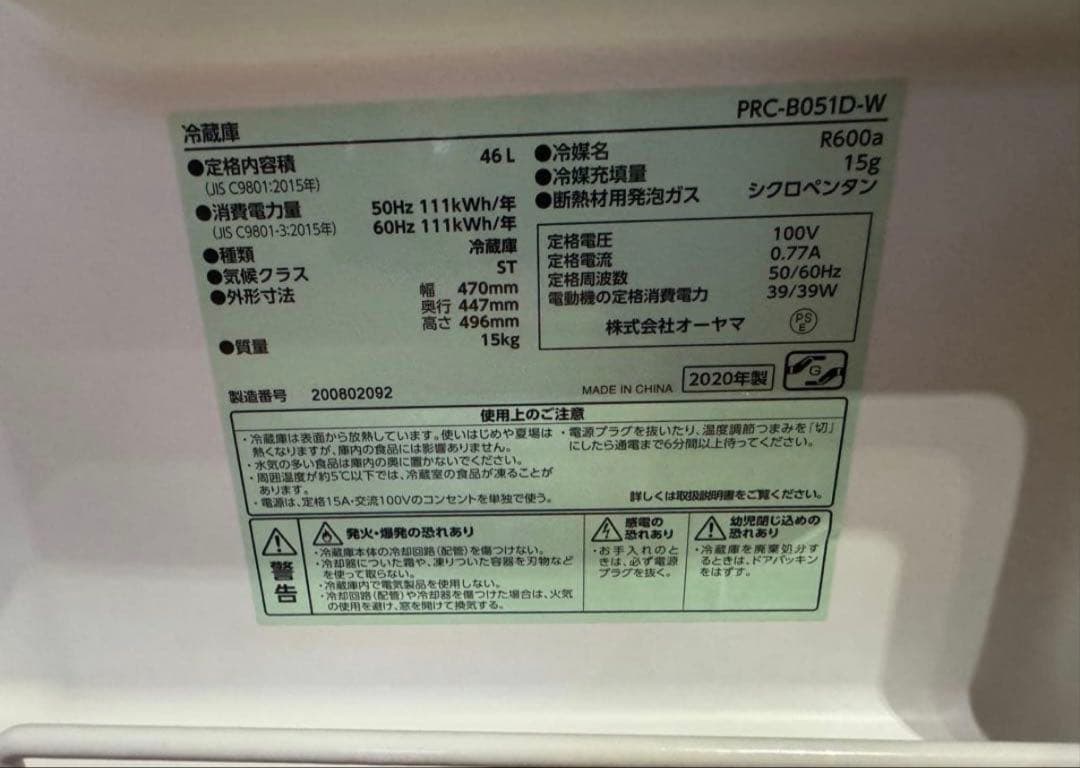 PRC-B051D-W
冷蔵庫
●定格内容積 46L
(JIS C9801:2015年)
●消費電力量 50Hz 111kWh/年
(JIS C9801-3:2015年) 60Hz 111kWh/年
●種類 冷蔵庫
●気候クラス ST
●外形寸法 幅 470mm
奥行 447mm
高さ 496mm
●質量 15kg
●冷媒名 R600a
●冷媒充填量 15g
●断熱材用発泡ガス シクロペンタン
定格電圧 100V
定格電流 0.77A
定格周波数 50/60Hz
電動機の定格消費電力 39/39W
株式会社オーヤマ PSE
製造番号 200802092
MADE IN CHINA 2020年製 G
使用上のご注意
・冷蔵庫は表面から放熱しています。使いはじめや夏場は
熱くなりますが、庫内の食品には影響ありません。
・水気の多い食品は庫内の奥に置かないでください。
・周囲温度が約5℃以下では、冷蔵室の食品が凍ることが
あります。
・電源は、定格15A・交流100Vのコンセントを単独で使う。
・電源プラグを抜いたり、温度調節つまみを「切」
にしたら通電まで6分間以上待ってください。
詳しくは取扱説明書をご覧ください。
警告
発火・爆発の恐れあり
・冷蔵庫本体の冷却回路(配管)を傷つけない。
・冷却器についた霜や、凍りついた容器を刃物など
を使って取らない。
・冷蔵庫内で電気製品を使用しない。
・冷却回路(配管)や冷却器を傷つけた場合は、火気
の使用を避け、窓を開けて換気する。
感電の
恐れあり
・お手入れのと
きは、必ず電源
プラグを抜く。
幼児閉じ込めの
恐れあり
・冷蔵庫を廃棄処分す
るときは、ドアパッキン
をはずす。